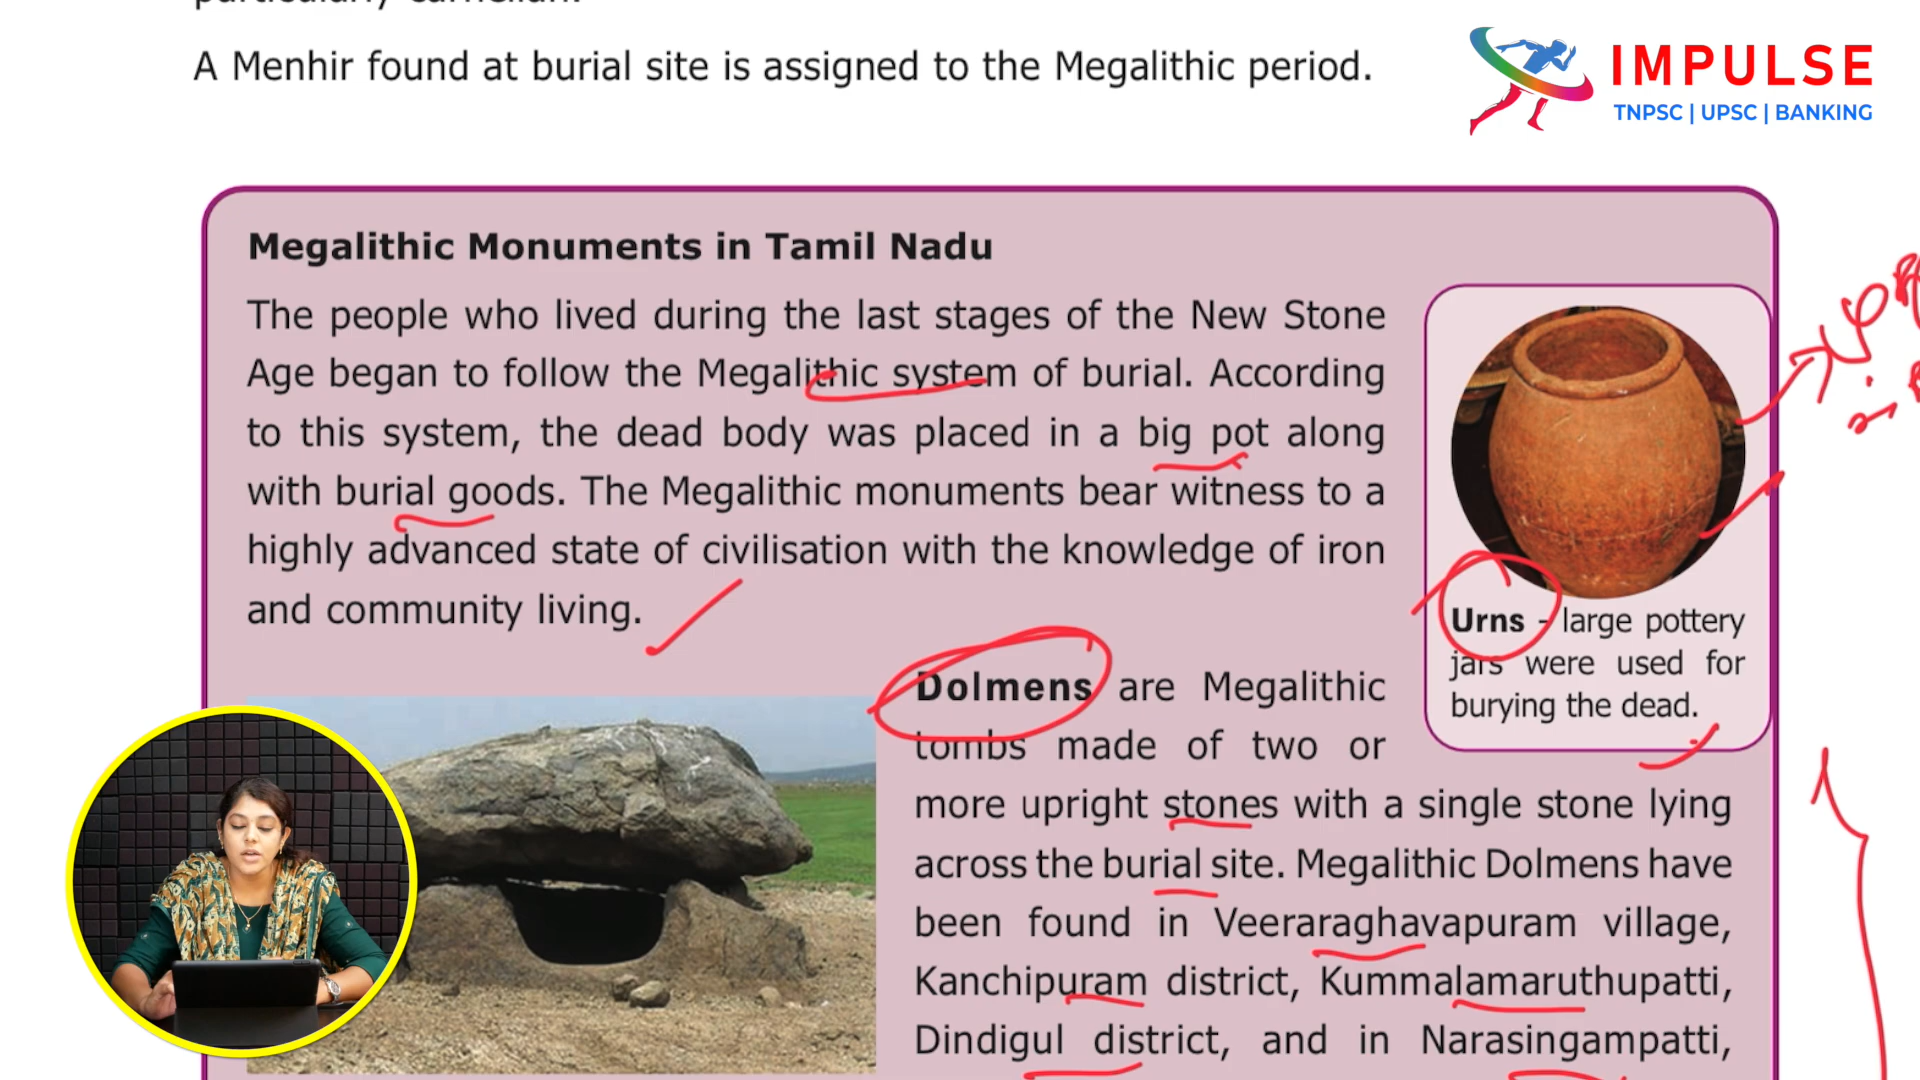 A Menhir found at burial site is assigned to the Megalithic period.
IMPULSE
TNPSC | UPSC | BANKING
Megalithic Monuments in Tamil Nadu
The people who lived during the last stages of the New Stone
Age began to follow the Megalithic system of burial. According
to this system, the dead body was placed in a big pot along
with burial goods. The Megalithic monuments bear witness to a
highly advanced state of civilisation with the knowledge of iron
and community living.
Urns - large pottery
jars were used for
burying the dead.
Dolmens are Megalithic
tombs made of two or
more upright stones with a single stone lying
across the burial site. Megalithic Dolmens have
been found in Veeraraghavapuram village,
Kanchipuram district, Kummalamaruthupatti,
Dindigul district, and in Narasingampatti,